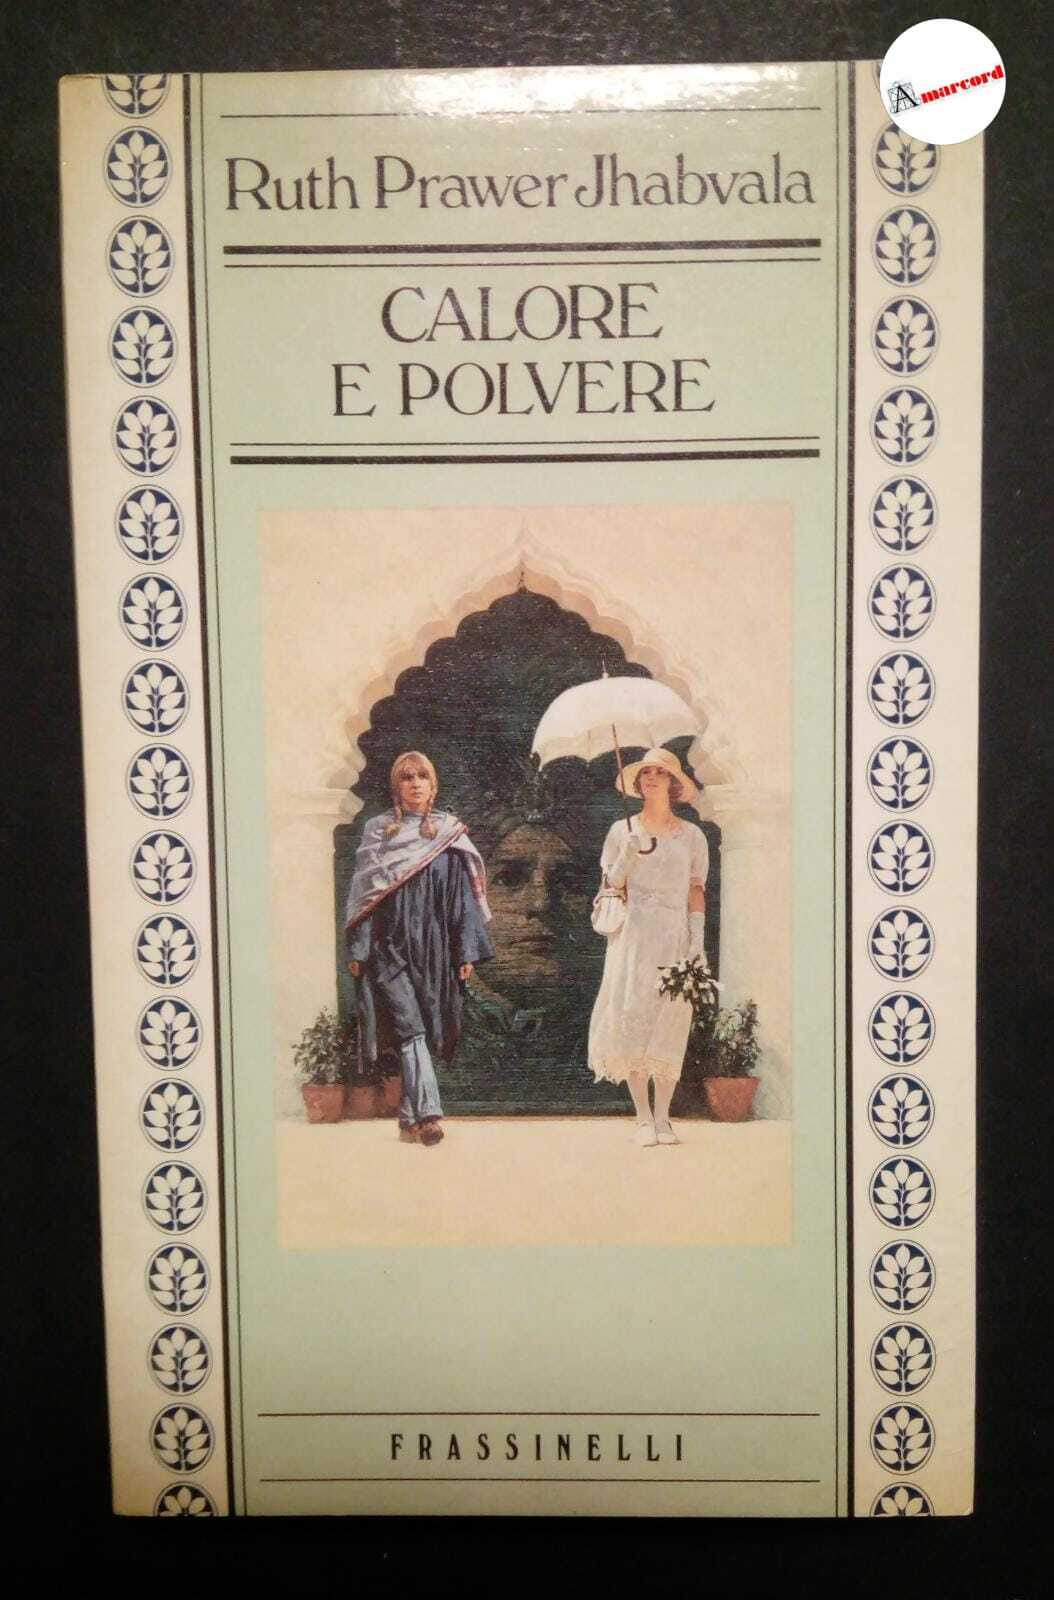 Amarcord
Ruth Prawer Jhabvala
CALORE
E POLVERE
FRASSINELLI